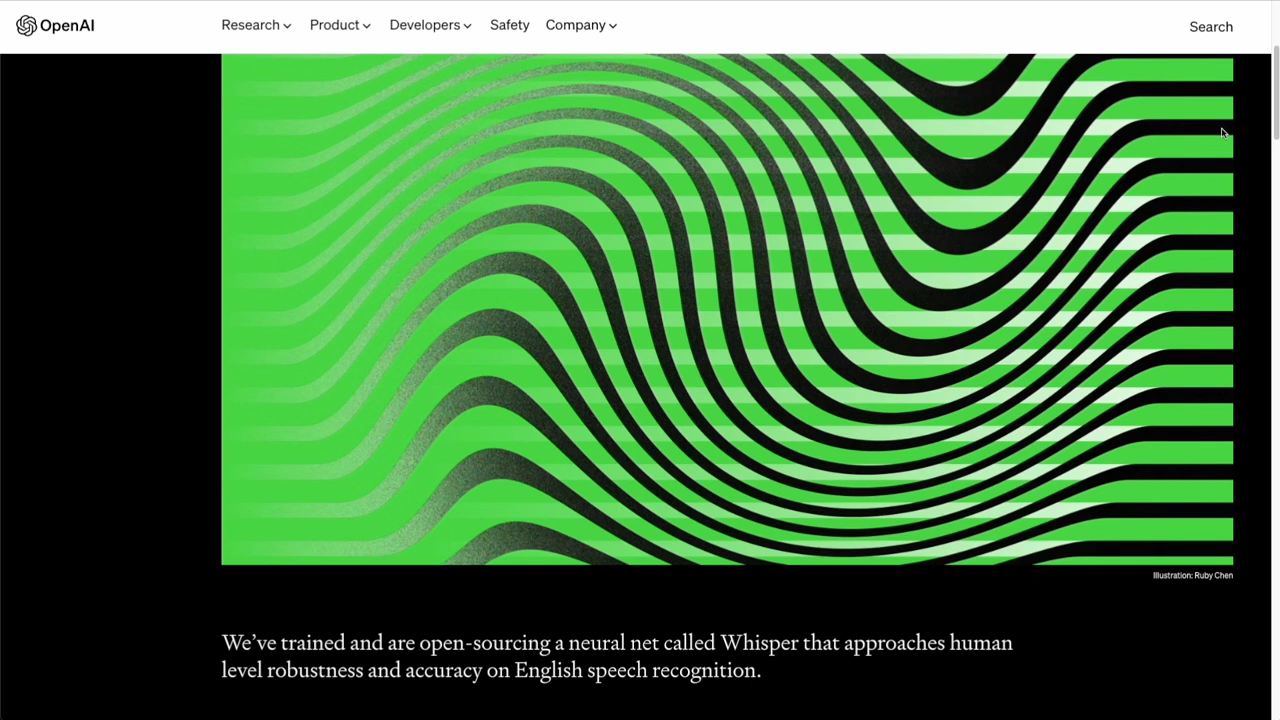 OpenAI
Research
Product
Developers
Safety
Company
Search
Illustration: Ruby Chen
We’ve trained and are open-sourcing a neural net called Whisper that approaches human
level robustness and accuracy on English speech recognition.